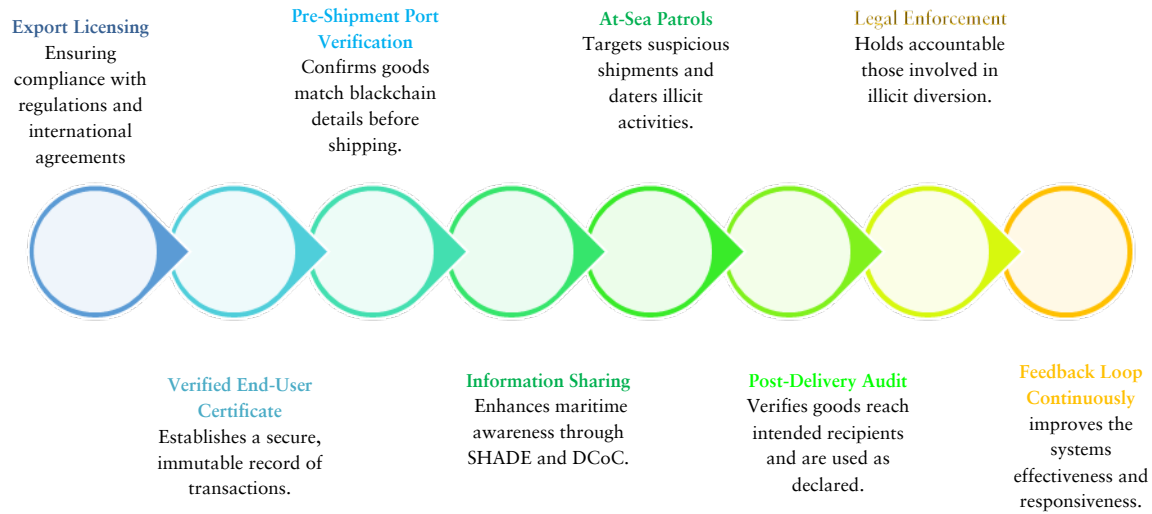 Export Licensing
Ensuring
compliance with
regulations and
international
agreements
Verified End-User
Certificate
Establishes a secure,
immutable record of
transactions.
Pre-Shipment Port
Verification
Confirms goods
match blockchain
details before
shipping.
Information Sharing
Enhances maritime
awareness through
SHADE and DCoC.
At-Sea Patrols
Targets suspicious
shipments and
daters illicit
activities.
Post-Delivery Audit
Verifies goods reach
intended recipients
and are used as
declared.
Legal Enforcement
Holds accountable
those involved in
illicit diversion.
Feedback Loop
Continuously
improves the
systems
effectiveness and
responsiveness.